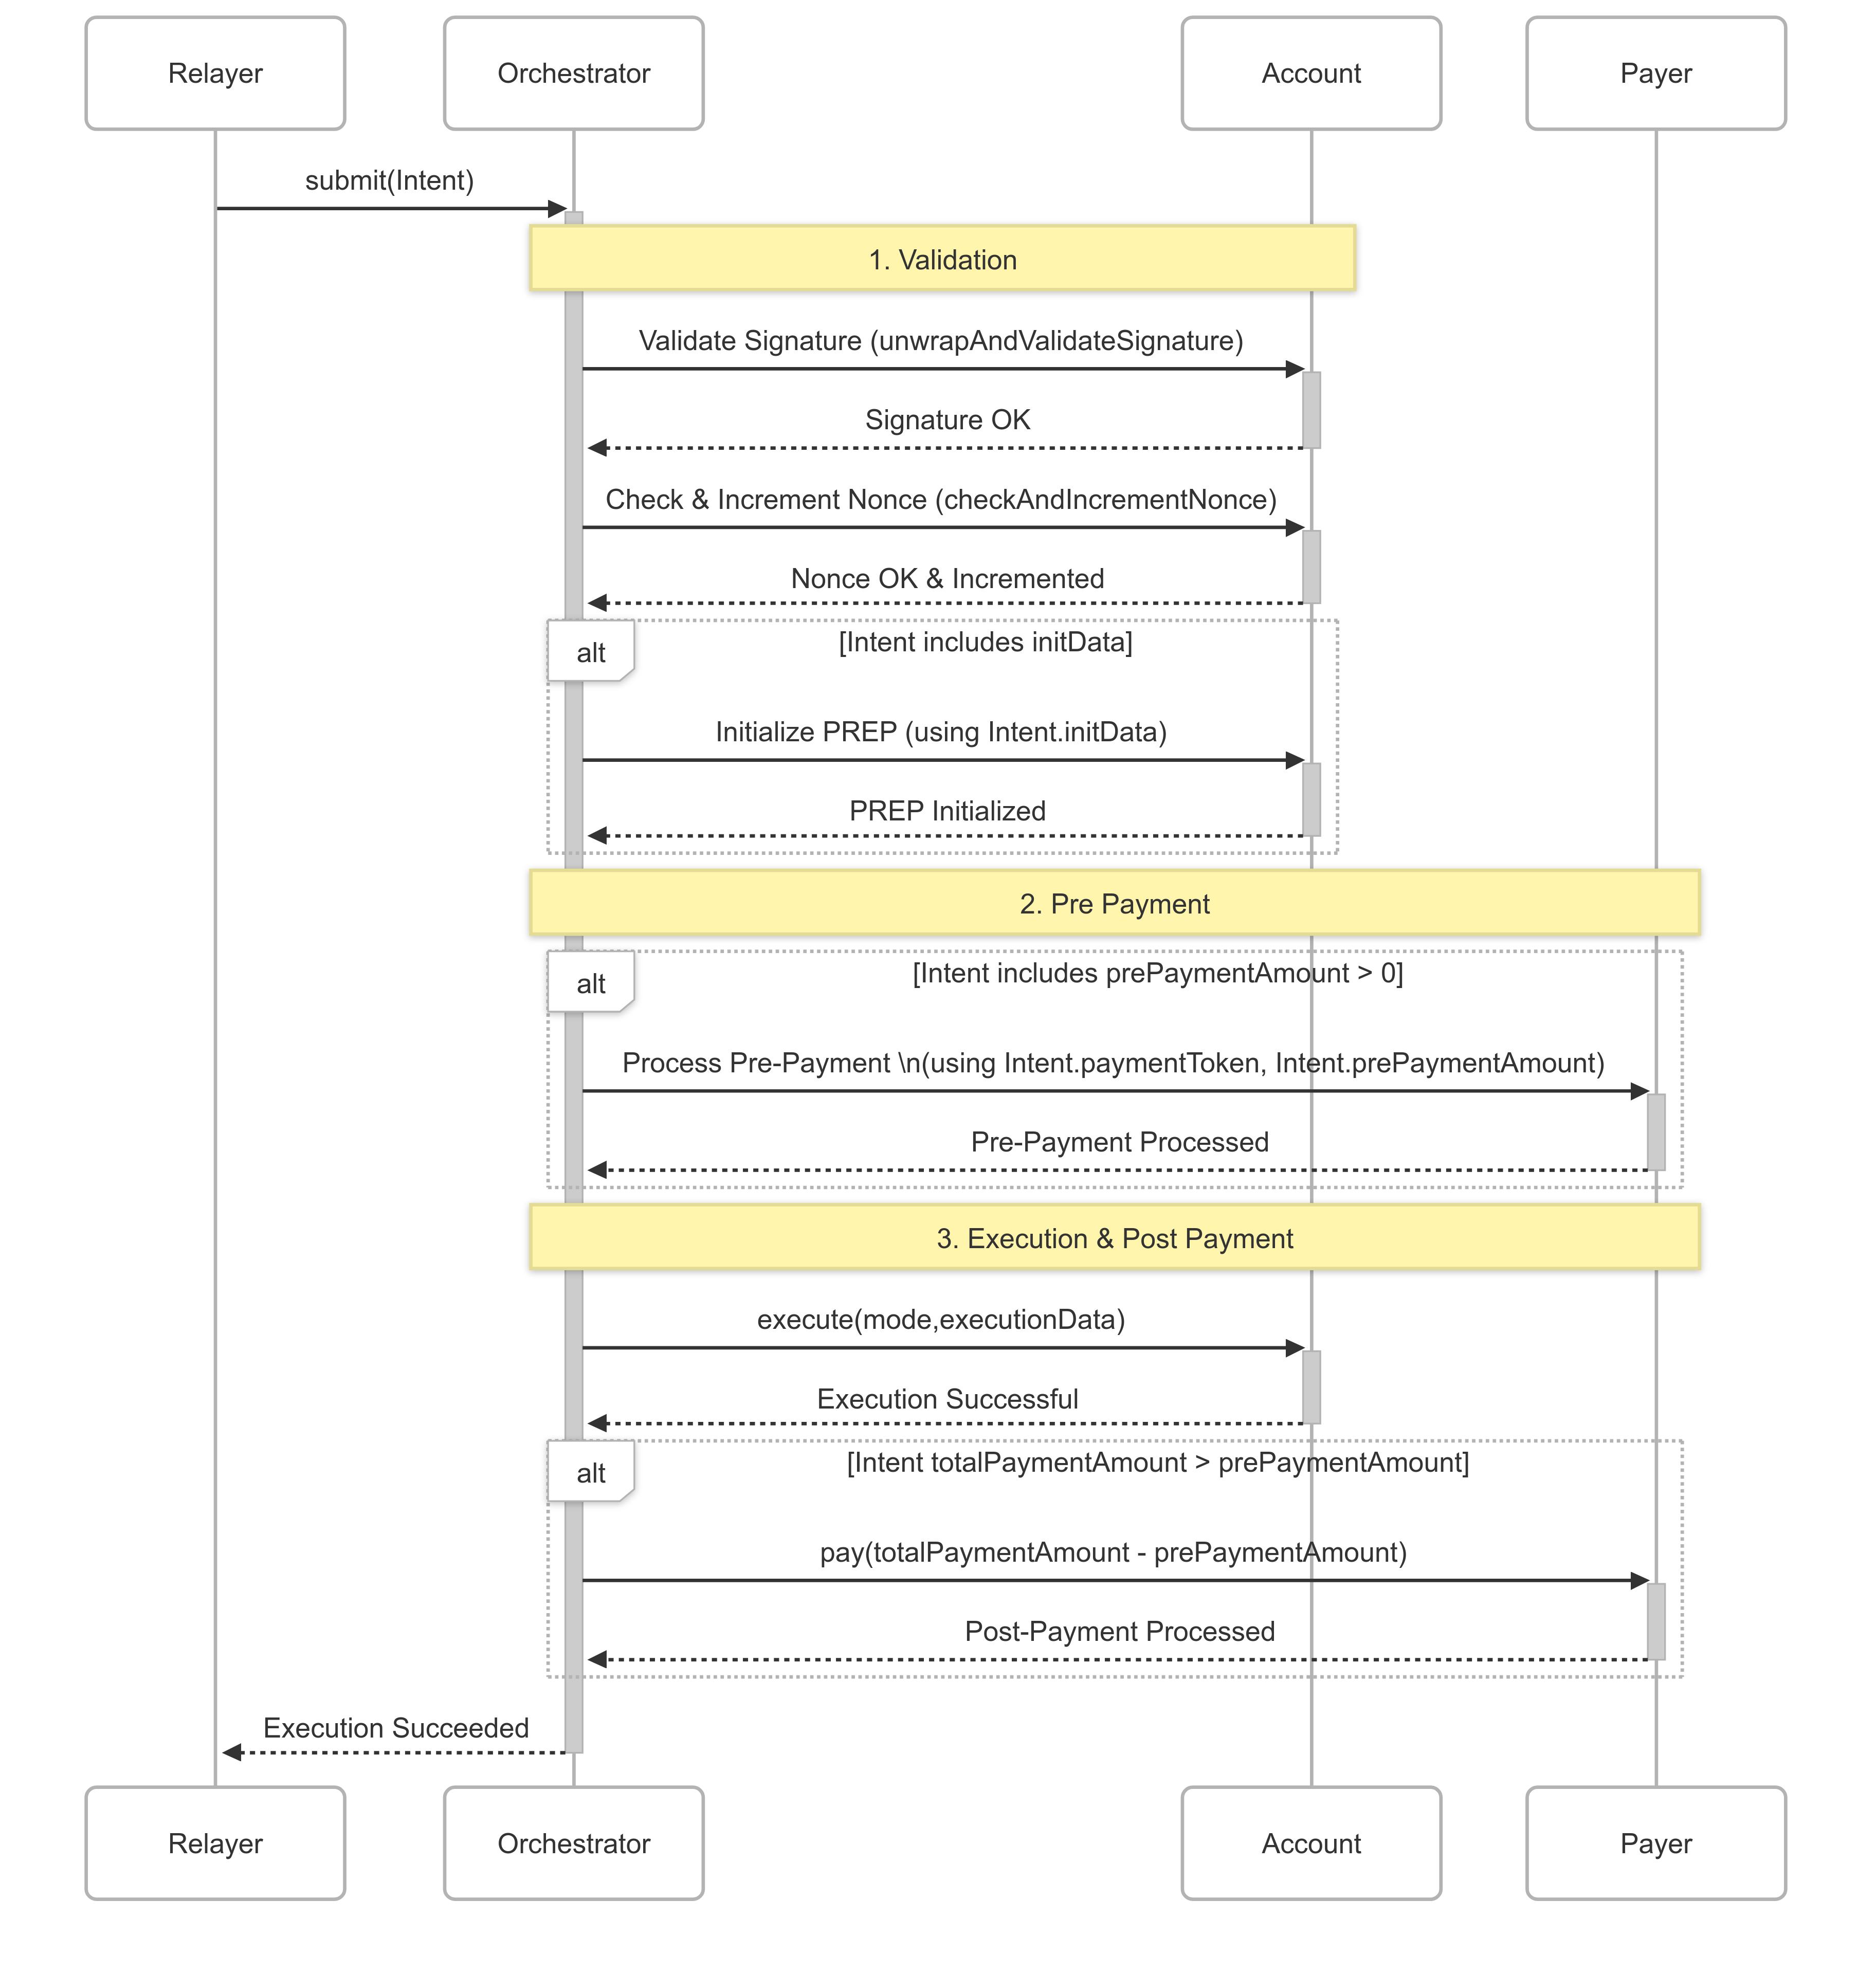 Relayer
Orchestrator
Account
Payer
submit(Intent)
1. Validation
Validate Signature (unwrapAndValidateSignature)
Signature OK
Check & Increment Nonce (checkAndIncrementNonce)
Nonce OK & Incremented
alt
[Intent includes initData]
Initialize PREP (using Intent.initData)
PREP Initialized
2. Pre Payment
alt
[Intent includes prePaymentAmount > 0]
Process Pre-Payment \n(using Intent.paymentToken, Intent.prePaymentAmount)
Pre-Payment Processed
3. Execution & Post Payment
execute(mode,executionData)
Execution Successful
alt
[Intent totalPaymentAmount > prePaymentAmount]
pay(totalPaymentAmount - prePaymentAmount)
Post-Payment Processed
Execution Succeeded
Relayer
Orchestrator
Account
Payer